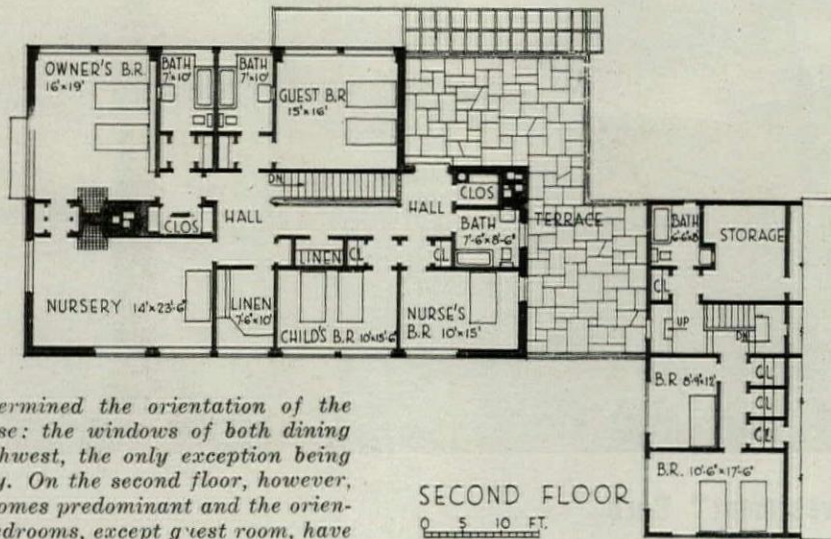 OWNER'S B.R.
16'x19'
BATH
7'x10'
BATH
7'x10'
GUEST B.R
15'x16'
DN
HALL
CLOS
HALL
CLOS
BATH
7'-6"x8'-6"
TERRACE
BATH
6'-6"x8'
STORAGE
CL
UP
DN
NURSERY 14'x23'-6"
LINEN
7'-6"x10'
LINEN
CL
CL
CHILD'S B.R 10'x15'-6"
NURSE'S
B.R 10'x15'
B.R 8'-9"x12'
CL
CL
CL
B.R. 10'-6"x17'-6"
ermined the orientation of the
se: the windows of both dining
hwest, the only exception being
y. On the second floor, however,
omes predominant and the orien-
edrooms, except guest room, have
SECOND FLOOR
0 5 10 FT.